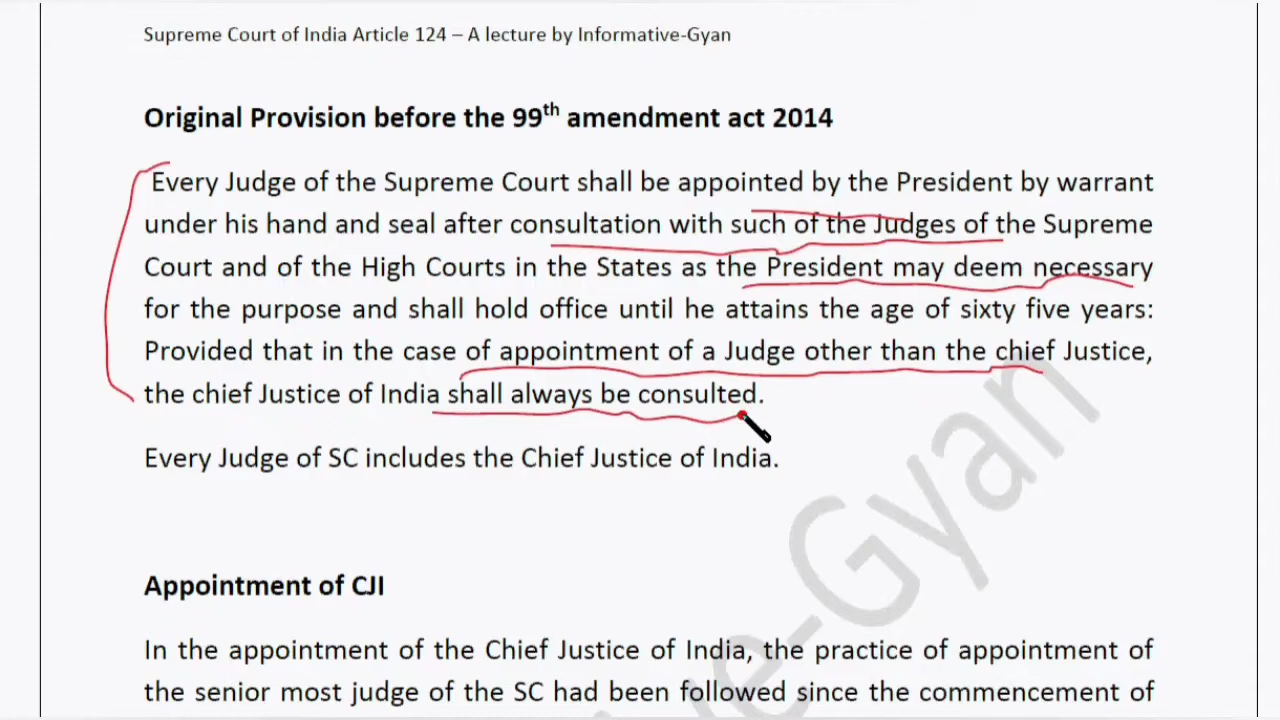 Supreme Court of India Article 124 – A lecture by Informative-Gyan
Original Provision before the 99th amendment act 2014
Every Judge of the Supreme Court shall be appointed by the President by warrant
under his hand and seal after consultation with such of the Judges of the Supreme
Court and of the High Courts in the States as the President may deem necessary
for the purpose and shall hold office until he attains the age of sixty five years:
Provided that in the case of appointment of a Judge other than the chief Justice,
the chief Justice of India shall always be consulted.
Every Judge of SC includes the Chief Justice of India.
Appointment of CJI
In the appointment of the Chief Justice of India, the practice of appointment of
the senior most judge of the SC had been followed since the commencement of
ve-Gyan